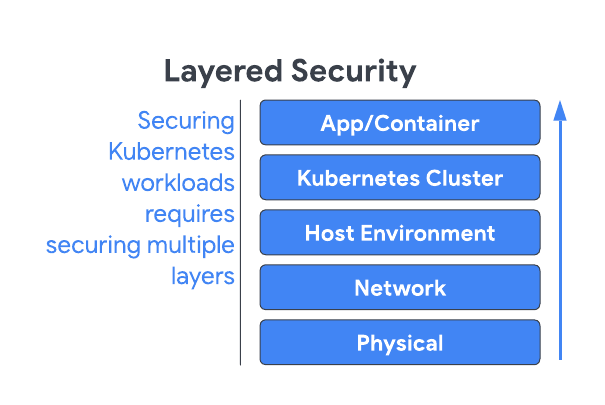 Layered Security
Securing
Kubernetes
workloads
requires
securing multiple
layers
App/Container
Kubernetes Cluster
Host Environment
Network
Physical